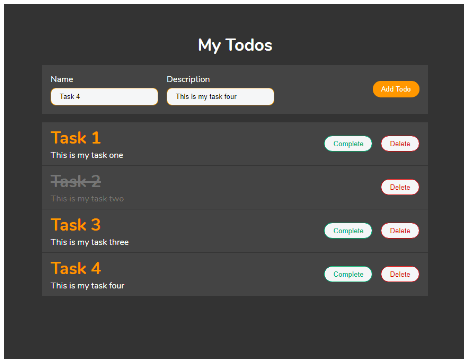 My Todos
Name Description
Task 4 This is my task four Add Todo
Task 1
This is my task one
Complete Delete
Task 2
This is my task two
Delete
Task 3
This is my task three
Complete Delete
Task 4
This is my task four
Complete Delete